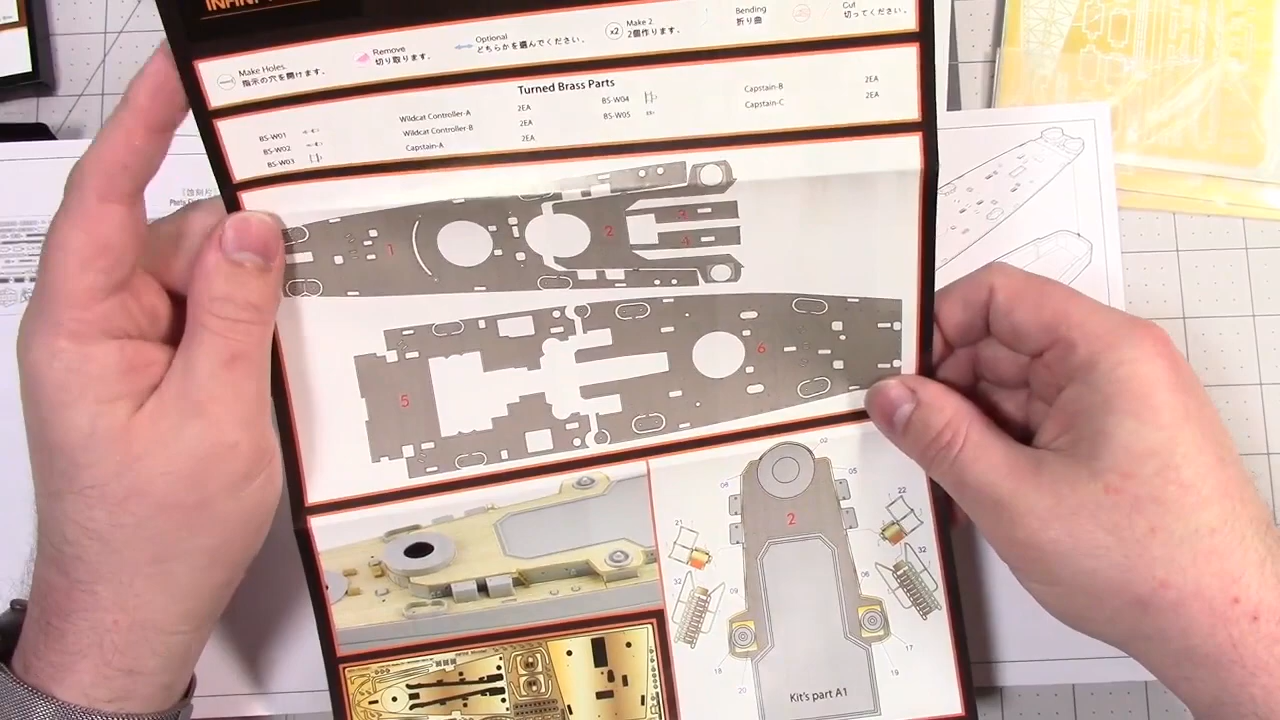 Make Holes
指示の穴を開けます。
Remove
切り取ります。
Optional
どちらかを選んでください。
x2
Make 2
2個作ります。
Bending
折り曲
Cut
切ってください。
Turned Brass Parts
BS-W01 Wildcat Controller-A 2EA
BS-W02 Wildcat Controller-B 2EA
BS-W03 Capstain-A 2EA
BS-W04 Capstain-B 2EA
BS-W05 Capstain-C 2EA
1
2
3
4
5
6
02
05
08
22
21
2
32
32
09
06
17
18
19
20
Kit's part A1